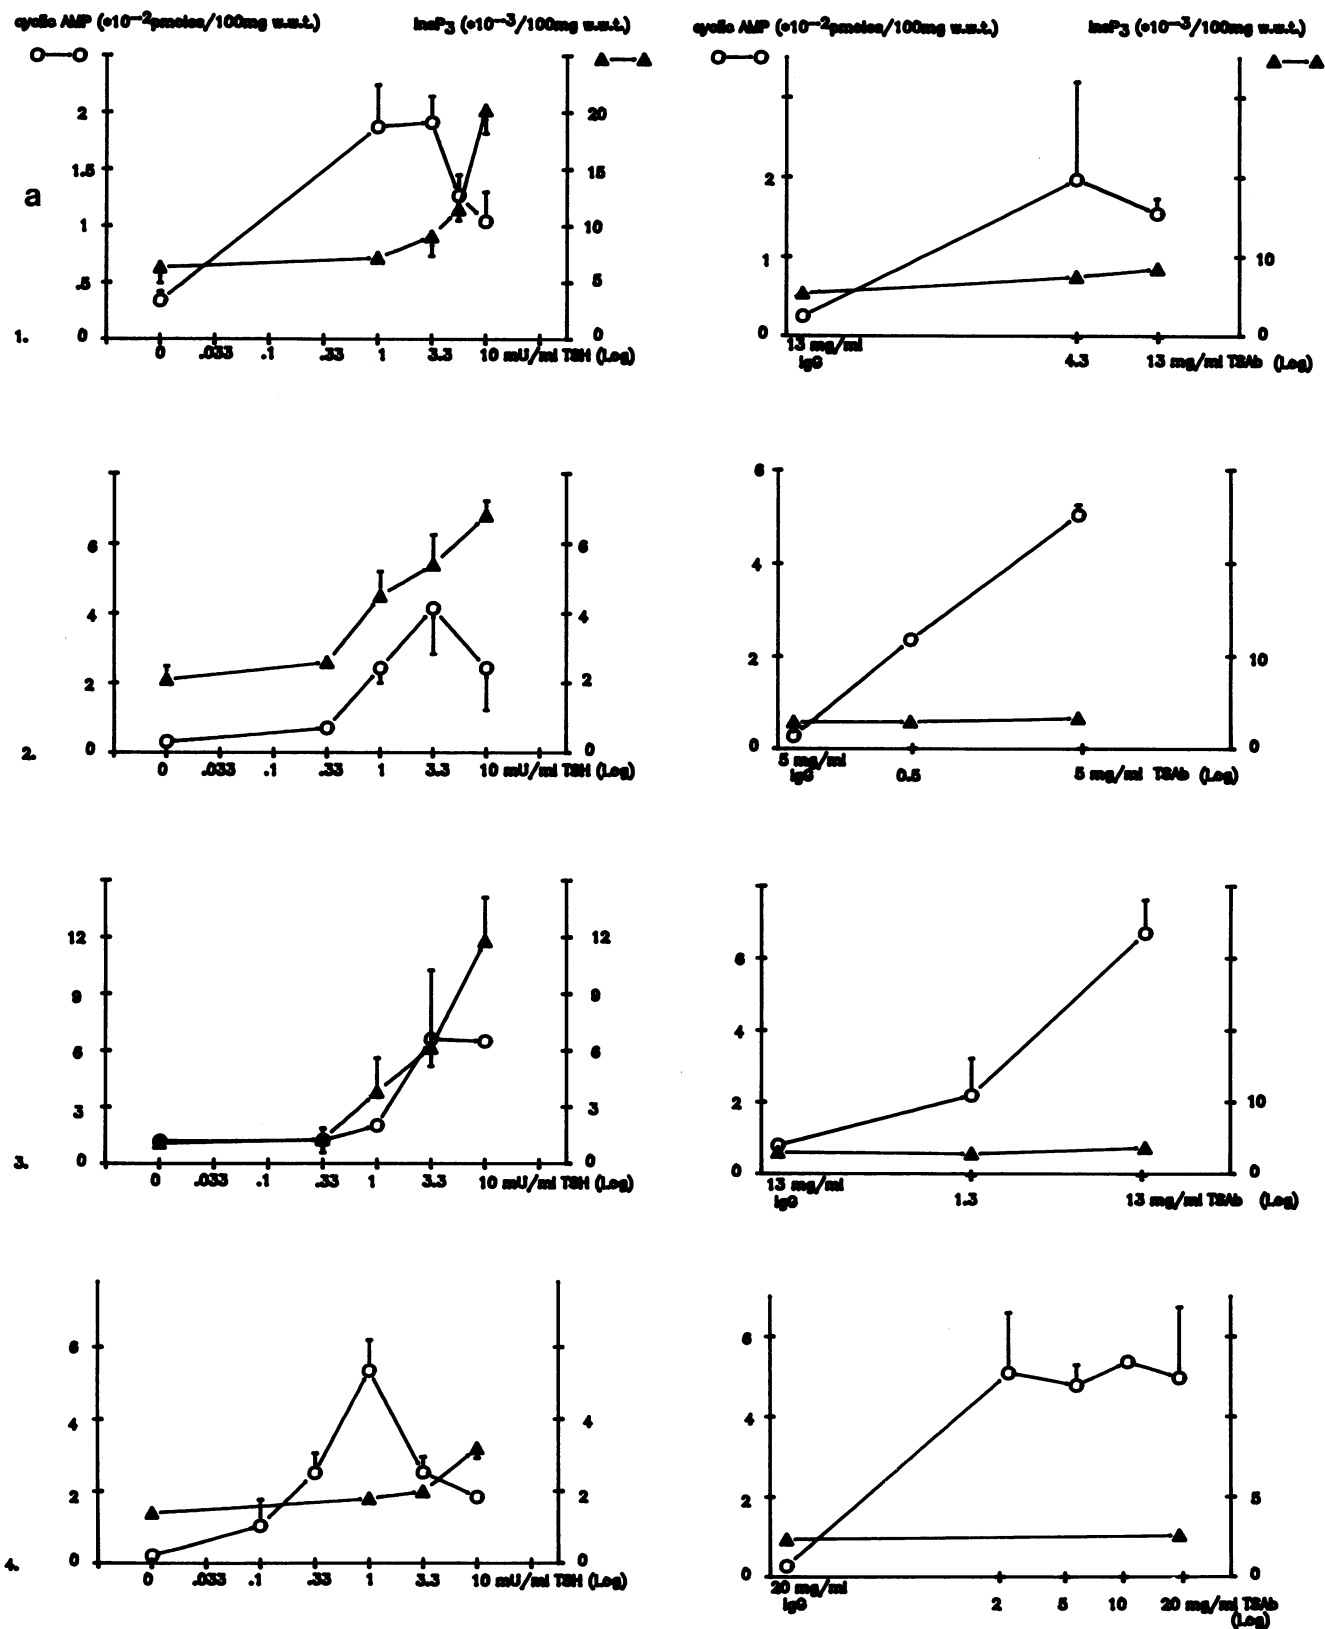 cyclic AMP (*10⁻²pmoles/100mg w.w.t.) InsP₃ (*10⁻³/100mg w.w.t.) cyclic AMP (*10⁻²pmoles/100mg w.w.t.) InsP₃ (*10⁻³/100mg w.w.t.)
a
2 20
1.5 15
1 10
.5 5
0 0
1.
0 .033 .1 .33 1 3.3 10 mU/ml TSH (Log)
2
1 10
0 0
13 mg/ml
IgG 4.3 13 mg/ml TSAb (Log)
6 6
4 4
2 2
0 0
2.
0 .033 .1 .33 1 3.3 10 mU/ml TSH (Log)
6
4
2 10
0 0
5 mg/ml
IgG 0.5 5 mg/ml TSAb (Log)
12 12
9 9
6 6
3 3
0 0
3.
0 .033 .1 .33 1 3.3 10 mU/ml TSH (Log)
6
4
2 10
0 0
13 mg/ml
IgG 1.3 13 mg/ml TSAb (Log)
6
4 4
2 2
0 0
4.
0 .033 .1 .33 1 3.3 10 mU/ml TSH (Log)
6
4
2 5
0 0
20 mg/ml
IgG 2 5 10 20 mg/ml TSAb
(Log)